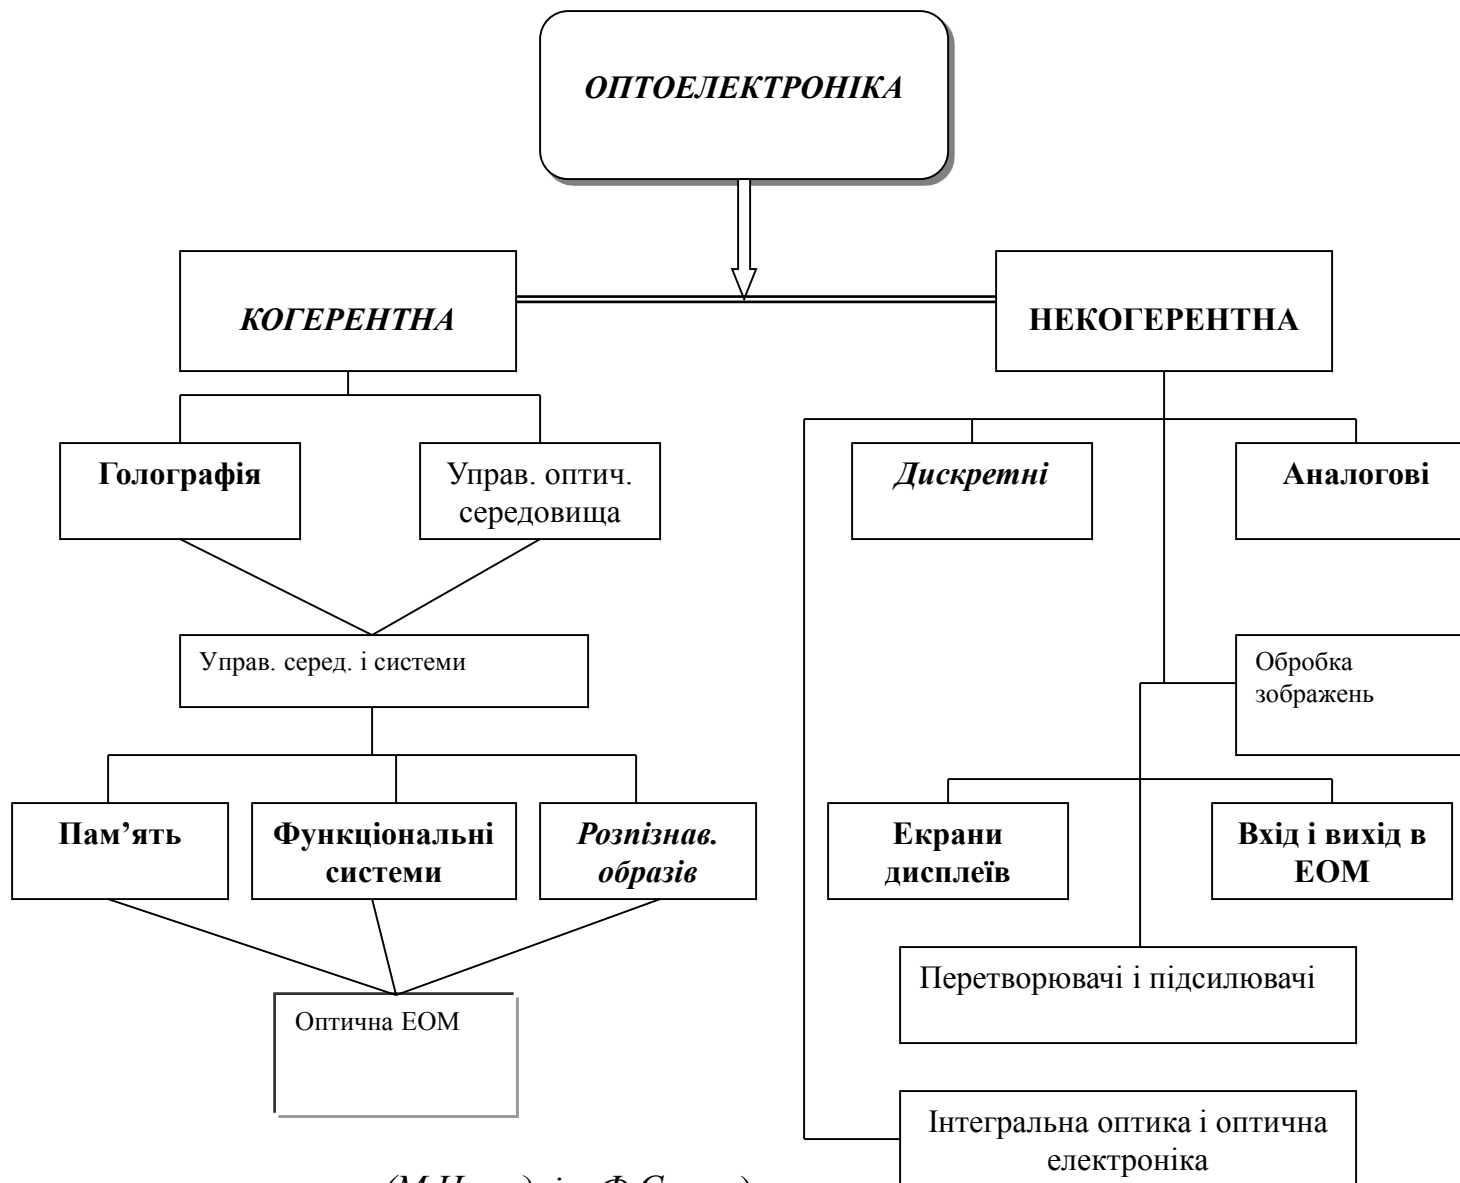 ОПТОЕЛЕКТРОНІКА
КОГЕРЕНТНА
НЕКОГЕРЕНТНА
Голографія
Управ. оптич.
середовища
Дискретні
Аналогові
Управ. серед. і системи
Обробка
зображень
Пам’ять
Функціональні
системи
Розпізнав.
образів
Екрани
дисплеїв
Вхід і вихід в
ЕОМ
Перетворювачі і підсилювачі
Оптична ЕОМ
Інтегральна оптика і оптична
електроніка